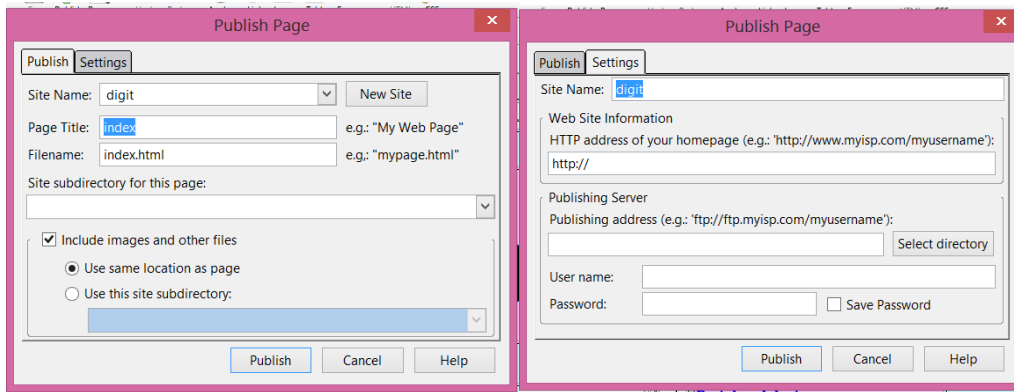 Publish Page
Publish Settings
Site Name: digit New Site
Page Title: index e.g.: "My Web Page"
Filename: index.html e.g,: "mypage.html"
Site subdirectory for this page:
Include images and other files
Use same location as page
Use this site subdirectory:
Publish Cancel Help
Publish Page
Publish Settings
Site Name: digit
Web Site Information
HTTP address of your homepage (e.g.: 'http://www.myisp.com/myusername'):
http://
Publishing Server
Publishing address (e.g.: 'ftp://ftp.myisp.com/myusername'):
Select directory
User name:
Password: Save Password
Publish Cancel Help